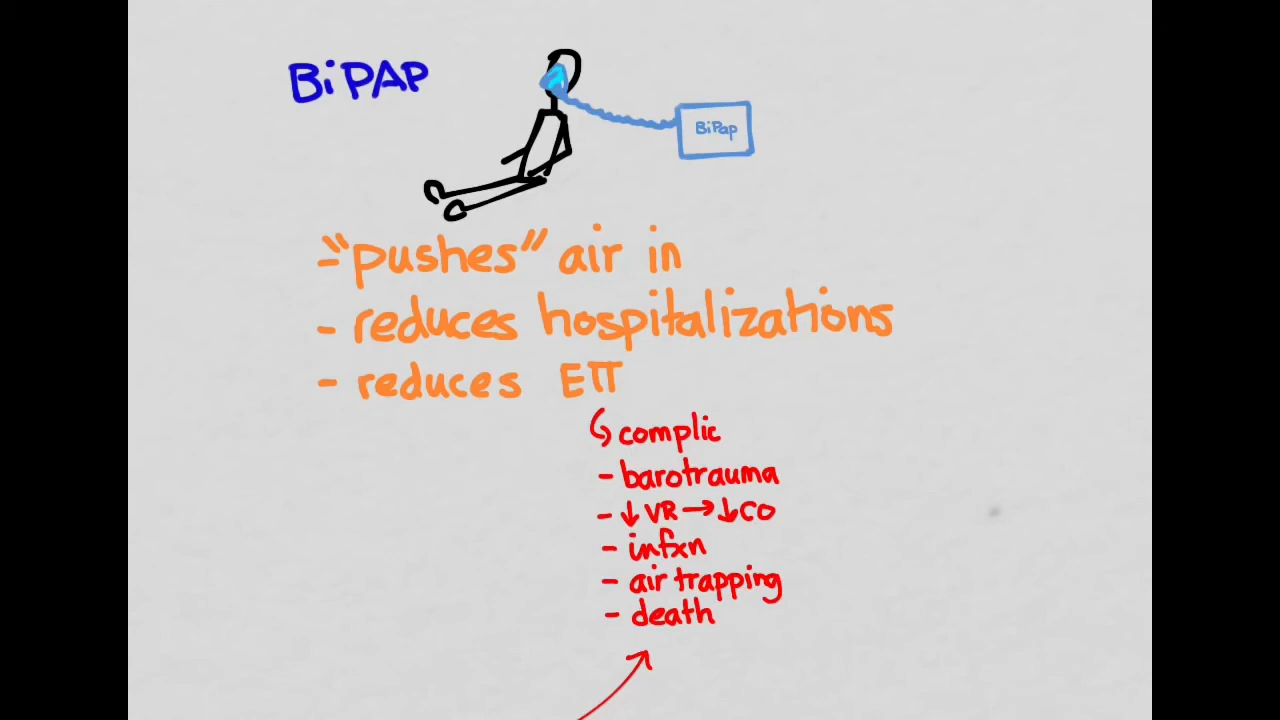 BiPAP
BiPap
- "pushes" air in
- reduces hospitalizations
- reduces ETT
↳ complic
- barotrauma
- ↓ VR → ↓ CO
- infxn
- air trapping
- death